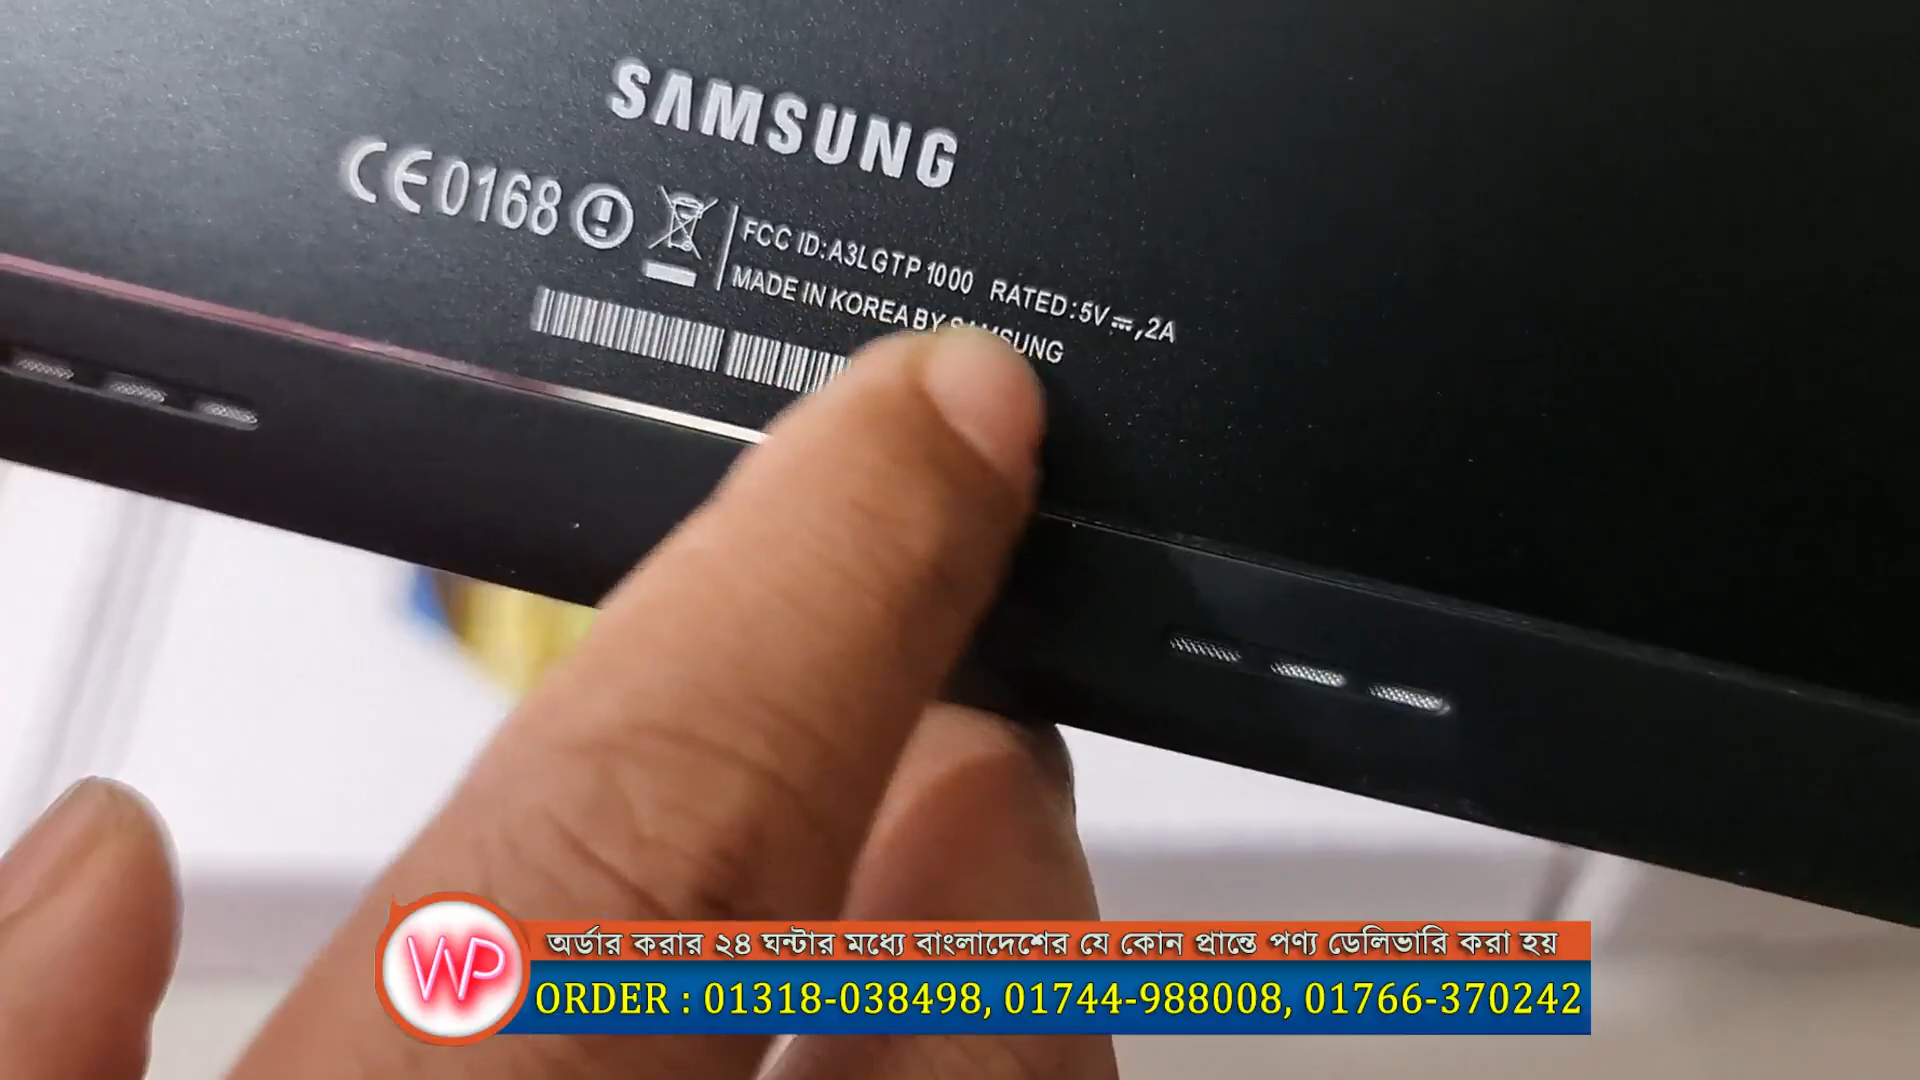 SAMSUNG
CE0168
FCC ID:A3LGTP1000 RATED:5V⎓,2A
MADE IN KOREA BY SAMSUNG
WP
অর্ডার করার ২৪ ঘন্টার মধ্যে বাংলাদেশের যে কোন প্রান্তে পণ্য ডেলিভারি করা হয়
ORDER : 01318-038498, 01744-988008, 01766-370242